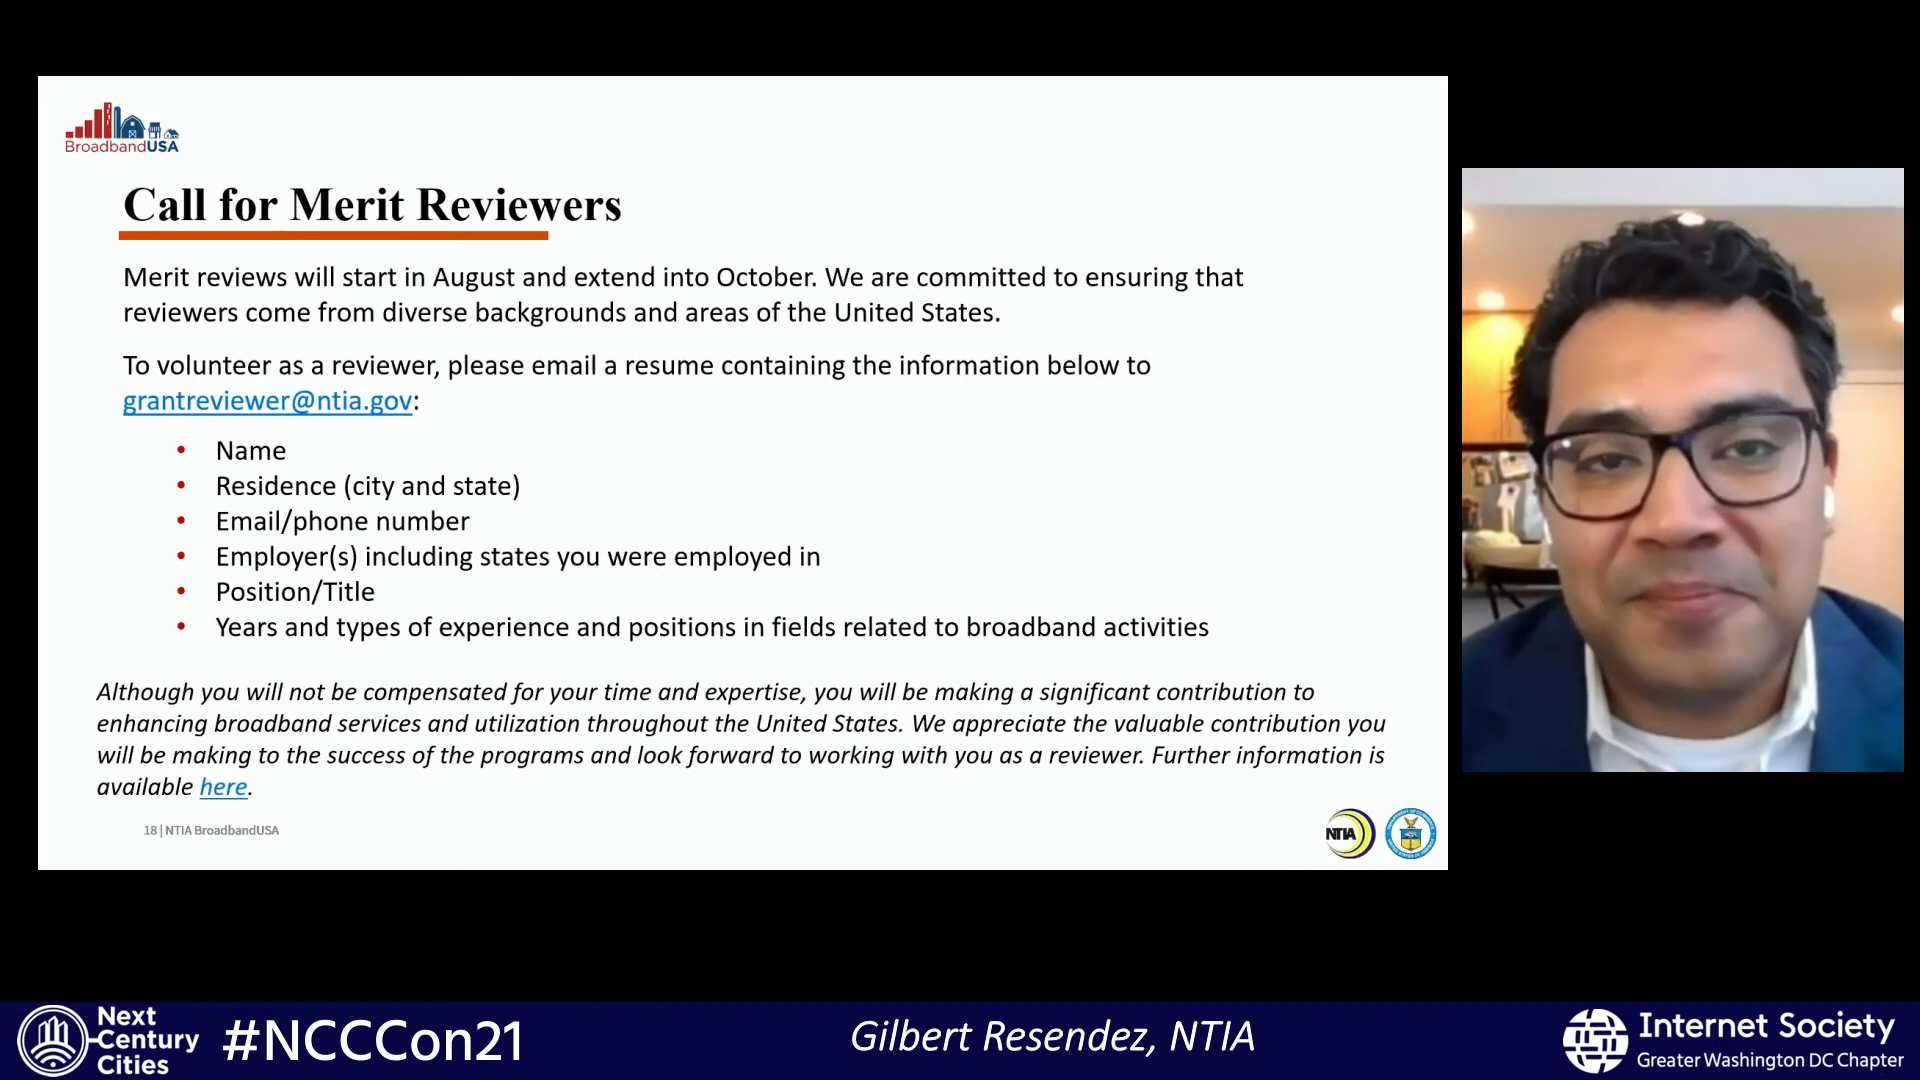 BroadbandUSA
Call for Merit Reviewers
Merit reviews will start in August and extend into October. We are committed to ensuring that
reviewers come from diverse backgrounds and areas of the United States.
To volunteer as a reviewer, please email a resume containing the information below to
grantreviewer@ntia.gov:
• Name
• Residence (city and state)
• Email/phone number
• Employer(s) including states you were employed in
• Position/Title
• Years and types of experience and positions in fields related to broadband activities
Although you will not be compensated for your time and expertise, you will be making a significant contribution to
enhancing broadband services and utilization throughout the United States. We appreciate the valuable contribution you
will be making to the success of the programs and look forward to working with you as a reviewer. Further information is
available here.
18 | NTIA BroadbandUSA
NTIA
Next
Century
Cities
#NCCCon21
Gilbert Resendez, NTIA
Internet Society
Greater Washington DC Chapter